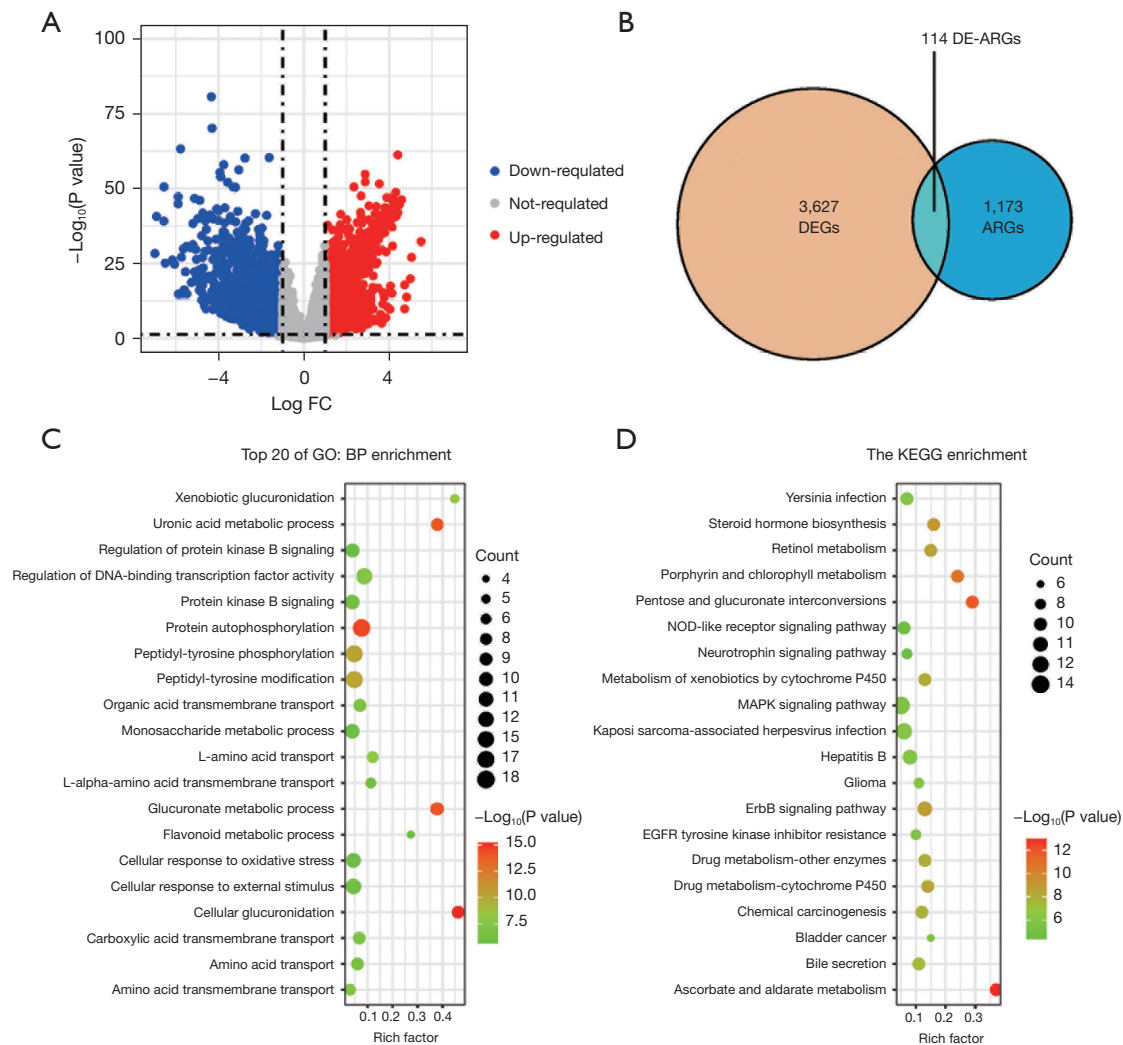 A
100
75
50
25
0
−Log10(P value)
−4
0
4
Log FC
Down-regulated
Not-requlated
Up-regulated
B
114 DE-ARGs
3,627
DEGs
1,173
ARGs
C
Top 20 of GO: BP enrichment
Xenobiotic glucuronidation
Uronic acid metabolic process
Regulation of protein kinase B signaling
Regulation of DNA-binding transcription factor activity
Protein kinase B signaling
Protein autophosphorylation
Peptidyl-tyrosine phosphorylation
Peptidyl-tyrosine modification
Organic acid transmembrane transport
Monosaccharide metabolic process
L-amino acid transport
L-alpha-amino acid transmembrane transport
Glucuronate metabolic process
Flavonoid metabolic process
Cellular response to oxidative stress
Cellular response to external stimulus
Cellular glucuronidation
Carboxylic acid transmembrane transport
Amino acid transport
Amino acid transmembrane transport
0.1 0.2 0.3 0.4
Rich factor
Count
4
5
6
8
9
10
11
12
15
17
18
−Log10(P value)
15.0
12.5
10.0
7.5
D
The KEGG enrichment
Yersinia infection
Steroid hormone biosynthesis
Retinol metabolism
Porphyrin and chlorophyll metabolism
Pentose and glucuronate interconversions
NOD-like receptor signaling pathway
Neurotrophin signaling pathway
Metabolism of xenobiotics by cytochrome P450
MAPK signaling pathway
Kaposi sarcoma-associated herpesvirus infection
Hepatitis B
Glioma
ErbB signaling pathway
EGFR tyrosine kinase inhibitor resistance
Drug metabolism-other enzymes
Drug metabolism-cytochrome P450
Chemical carcinogenesis
Bladder cancer
Bile secretion
Ascorbate and aldarate metabolism
0.1 0.2 0.3
Rich factor
Count
6
8
10
11
12
14
−Log10(P value)
12
10
8
6